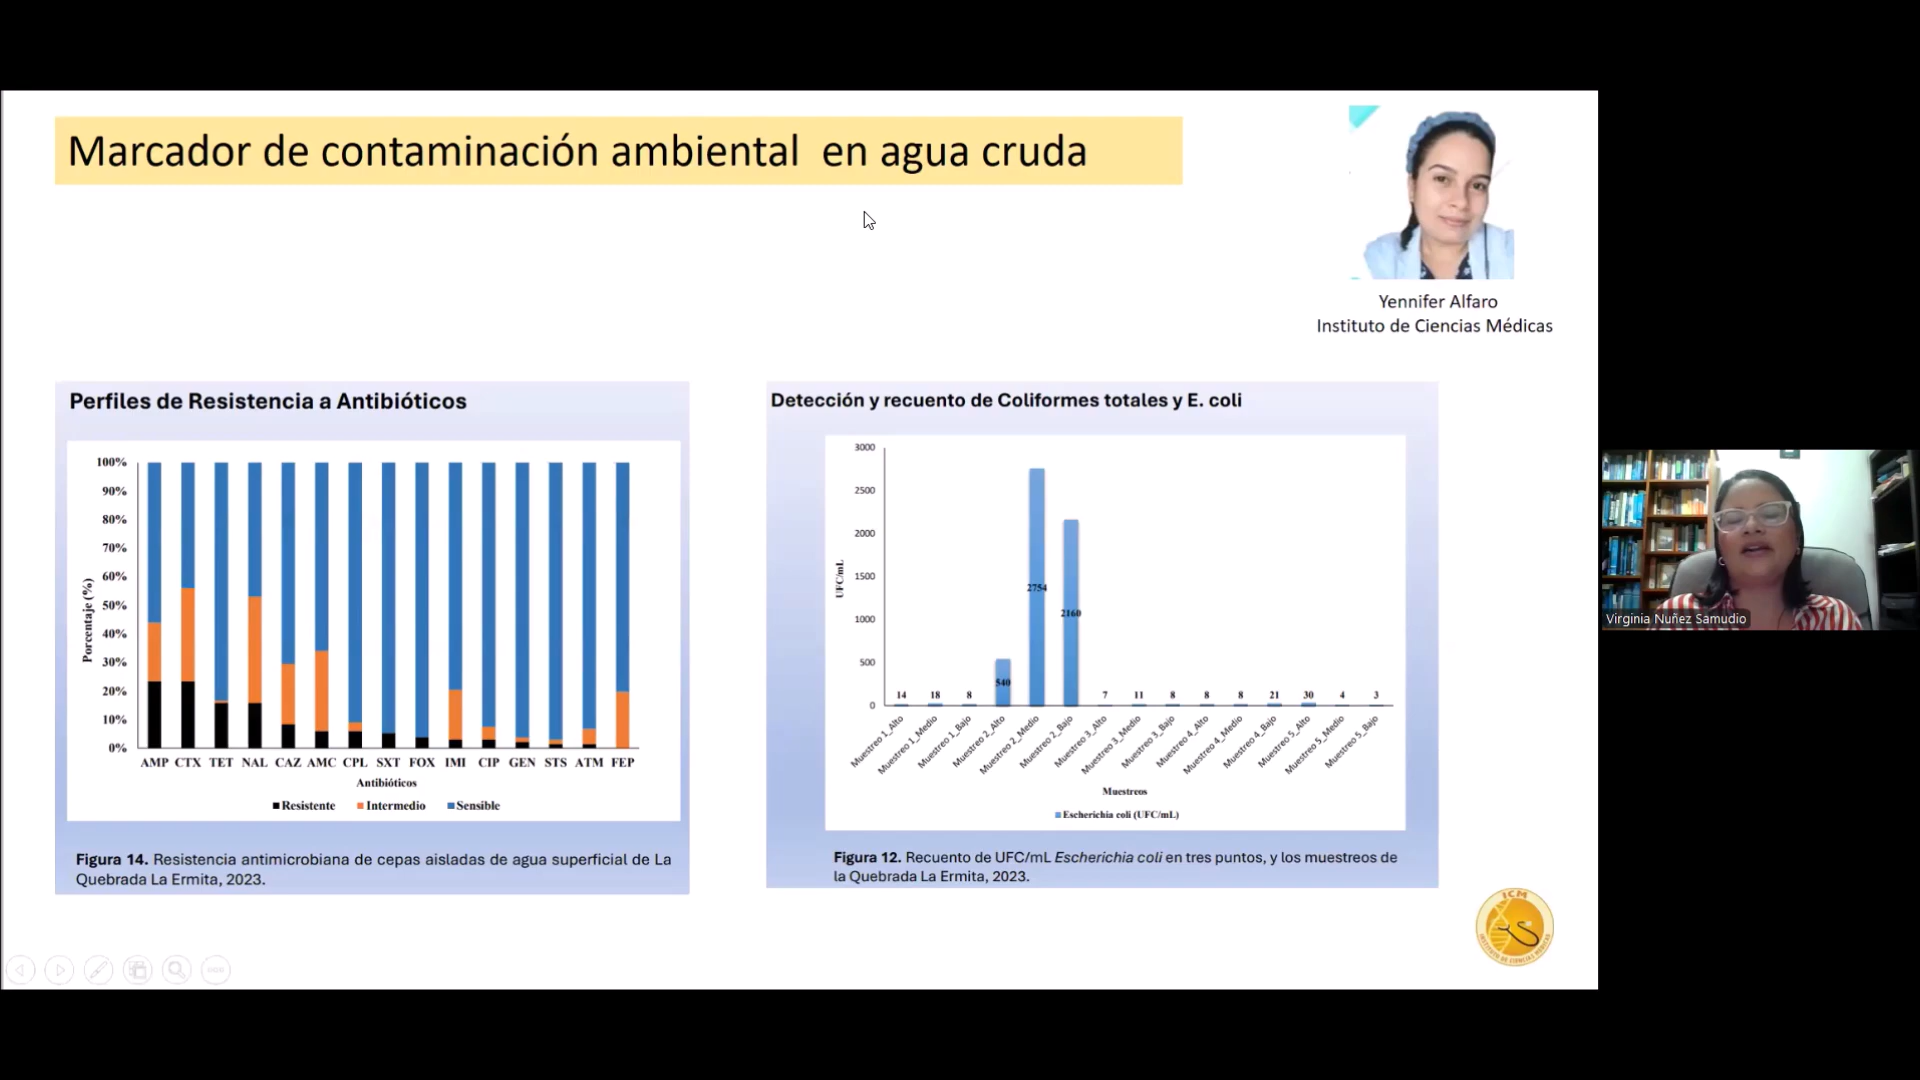 Marcador de contaminación ambiental en agua cruda
Yennifer Alfaro
Instituto de Ciencias Médicas
Perfiles de Resistencia a Antibióticos
100%
90%
80%
70%
60%
50%
40%
30%
20%
10%
0%
Porcentaje (%)
AMP CTX TET NAL CAZ AMC CPL SXT FOX IMI CIP GEN STS ATM FEP
Antibióticos
Resistente Intermedio Sensible
Figura 14. Resistencia antimicrobiana de cepas aisladas de agua superficial de La
Quebrada La Ermita, 2023.
Detección y recuento de Coliformes totales y E. coli
3000
2500
2000
1500
1000
500
0
UFC/mL
14 18 8 540 2754 2160 7 11 8 8 8 21 30 4 3
Muestreo 1_Alto
Muestreo 1_Medio
Muestreo 1_Bajo
Muestreo 2_Alto
Muestreo 2_Medio
Muestreo 2_Bajo
Muestreo 3_Alto
Muestreo 3_Medio
Muestreo 3_Bajo
Muestreo 4_Alto
Muestreo 4_Medio
Muestreo 4_Bajo
Muestreo 5_Alto
Muestreo 5_Medio
Muestreo 5_Bajo
Muestreos
Escherichia coli (UFC/mL)
Figura 12. Recuento de UFC/mL Escherichia coli en tres puntos, y los muestreos de
la Quebrada La Ermita, 2023.
ICM
INSTITUTO DE CIENCIAS MÉDICAS
Virginia Nuñez Samudio